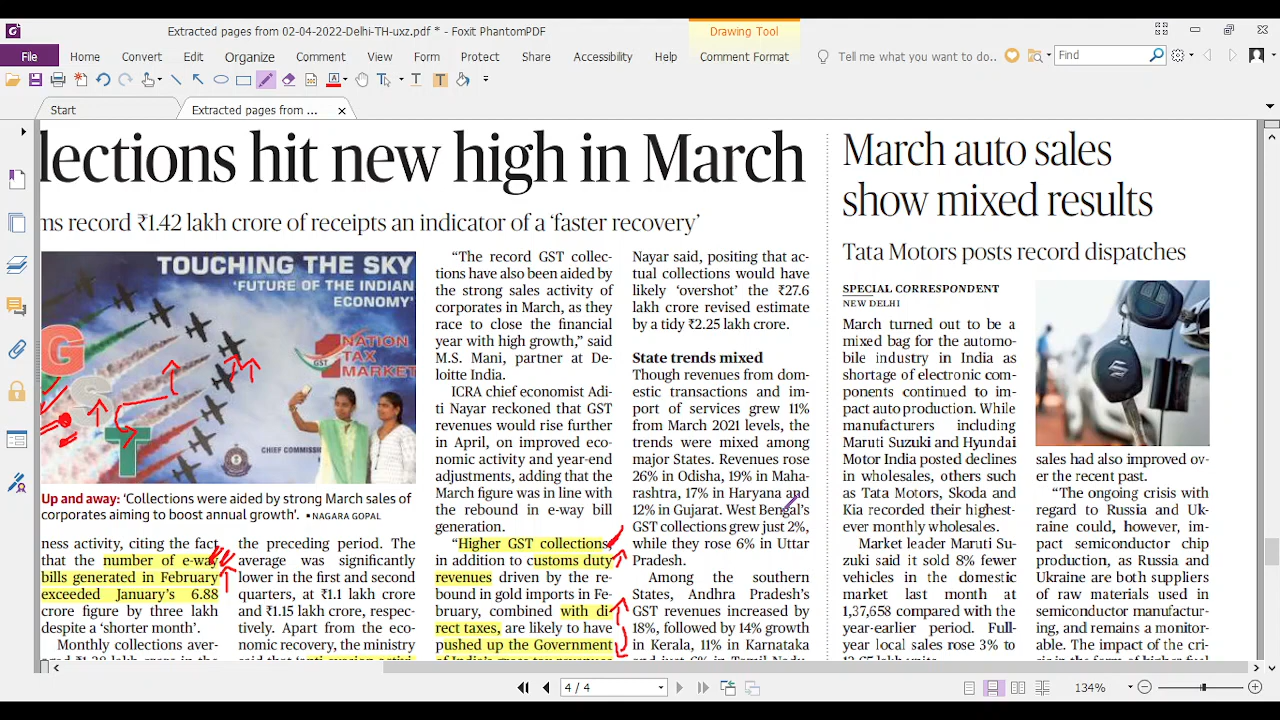 Extracted pages from 02-04-2022-Delhi-TH-uxz.pdf * - Foxit PhantomPDF
Drawing Tool
File
Home
Convert
Edit
Organize
Comment
View
Form
Protect
Share
Accessibility
Help
Comment Format
Tell me what you want to do..
Find
Start
Extracted pages from ...
lections hit new high in March
ms record ₹1.42 lakh crore of receipts an indicator of a ‘faster recovery’
TOUCHING THE SKY
'FUTURE OF THE INDIAN
ECONOMY'
GST
1 NATION
TAX
MARKET
G
S
T
CHIEF COMMISS
Up and away: ‘Collections were aided by strong March sales of
corporates aiming to boost annual growth’. •NAGARA GOPAL
ness activity, citing the fact
that the number of e-way
bills generated in February
exceeded January’s 6.88
crore figure by three lakh
despite a ‘shorter month’.
Monthly collections aver-
the preceding period. The
average was significantly
lower in the first and second
quarters, at ₹1.1 lakh crore
and ₹1.15 lakh crore, respec-
tively. Apart from the eco-
nomic recovery, the ministry
“The record GST collec-
tions have also been aided by
the strong sales activity of
corporates in March, as they
race to close the financial
year with high growth,” said
M.S. Mani, partner at De-
loitte India.
ICRA chief economist Adi-
ti Nayar reckoned that GST
revenues would rise further
in April, on improved eco-
nomic activity and year-end
adjustments, adding that the
March figure was in line with
the rebound in e-way bill
generation.
“Higher GST collections,
in addition to customs duty
revenues driven by the re-
bound in gold imports in Fe-
bruary, combined with di-
rect taxes, are likely to have
pushed up the Government
of India’s gross tax revenues
Nayar said, positing that ac-
tual collections would have
likely ‘overshot’ the ₹27.6
lakh crore revised estimate
by a tidy ₹2.25 lakh crore.
State trends mixed
Though revenues from dom-
estic transactions and im-
port of services grew 11%
from March 2021 levels, the
trends were mixed among
major States. Revenues rose
26% in Odisha, 19% in Maha-
rashtra, 17% in Haryana and
12% in Gujarat. West Bengal’s
GST collections grew just 2%,
while they rose 6% in Uttar
Pradesh.
Among the southern
States, Andhra Pradesh’s
GST revenues increased by
18%, followed by 14% growth
in Kerala, 11% in Karnataka
and just 6% in Tamil Nadu
March auto sales
show mixed results
Tata Motors posts record dispatches
SPECIAL CORRESPONDENT
NEW DELHI
March turned out to be a
mixed bag for the automo-
bile industry in India as
shortage of electronic com-
ponents continued to im-
pact auto production. While
manufacturers including
Maruti Suzuki and Hyundai
Motor India posted declines
in wholesales, others such
as Tata Motors, Skoda and
Kia recorded their highest-
ever monthly wholesales.
Market leader Maruti Su-
zuki said it sold 8% fewer
vehicles in the domestic
market last month at
1,37,658 compared with the
year-earlier period. Full-
year local sales rose 3% to
sales had also improved ov-
er the recent past.
“The ongoing crisis with
regard to Russia and Uk-
raine could, however, im-
pact semiconductor chip
production, as Russia and
Ukraine are both suppliers
of raw materials used in
semiconductor manufactur-
ing, and remains a monitor-
able. The impact of the cri-
4 / 4
134%